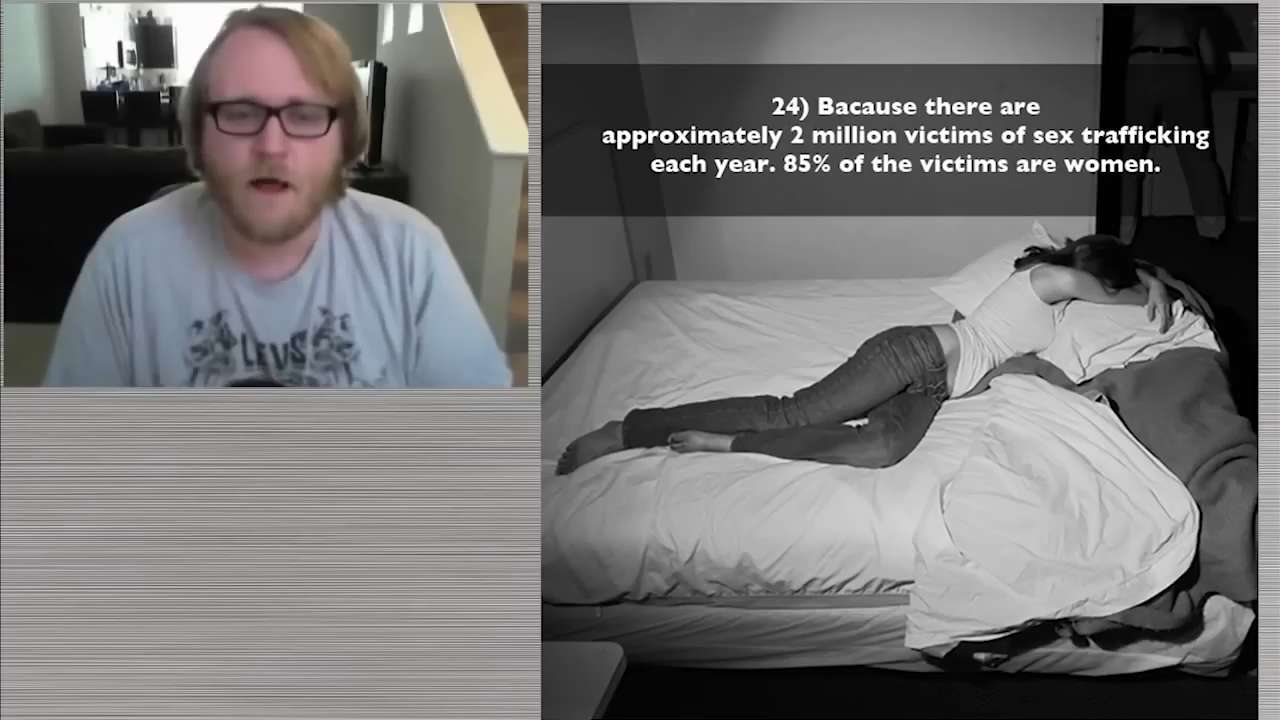 LEVS
24) Bacause there are
approximately 2 million victims of sex trafficking
each year. 85% of the victims are women.